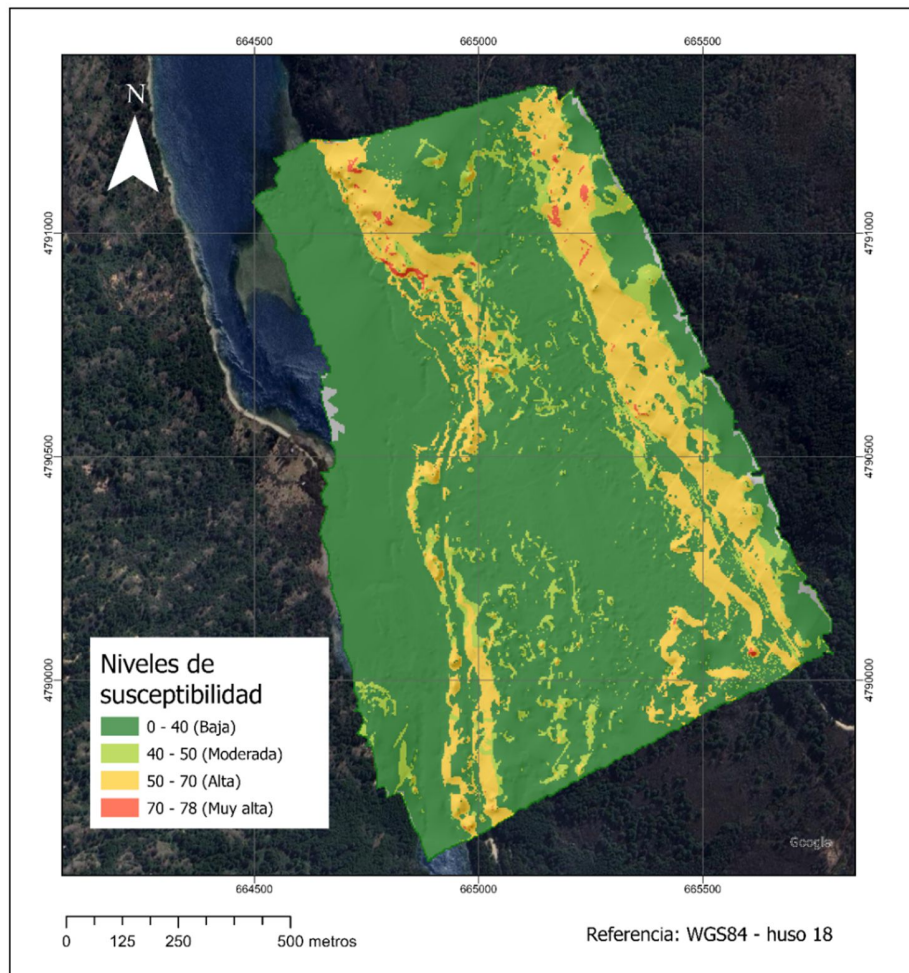 664500 665000 665500
N
4791000 4791000
4790500 4790500
4790000 4790000
Niveles de
susceptibilidad
0 - 40 (Baja)
40 - 50 (Moderada)
50 - 70 (Alta)
70 - 78 (Muy alta)
Google
664500 665000 665500
0 125 250 500 metros
Referencia: WGS84 - huso 18